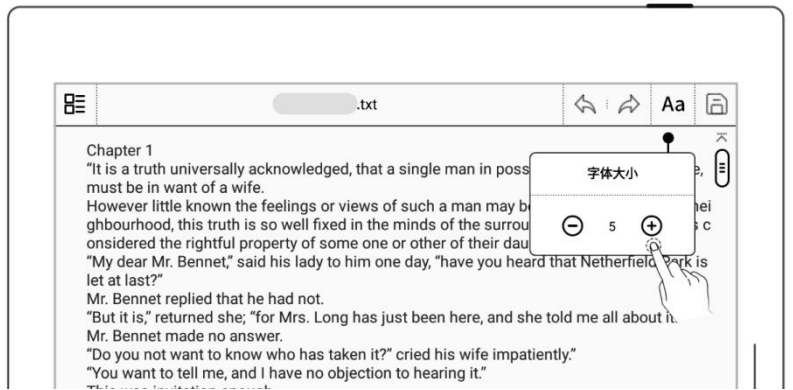 .txt
Aa
Chapter 1
“It is a truth universally acknowledged, that a single man in poss e,
must be in want of a wife.
However little known the feelings or views of such a man may be nei
ghbourhood, this truth is so well fixed in the minds of the surrou s c
onsidered the rightful property of some one or other of their dau
“My dear Mr. Bennet,” said his lady to him one day, “have you heard that Netherfield Park is
let at last?”
Mr. Bennet replied that he had not.
“But it is,” returned she; “for Mrs. Long has just been here, and she told me all about it.”
Mr. Bennet made no answer.
“Do you not want to know who has taken it?” cried his wife impatiently.”
“You want to tell me, and I have no objection to hearing it.”
This was invitation enough.
字体大小
5